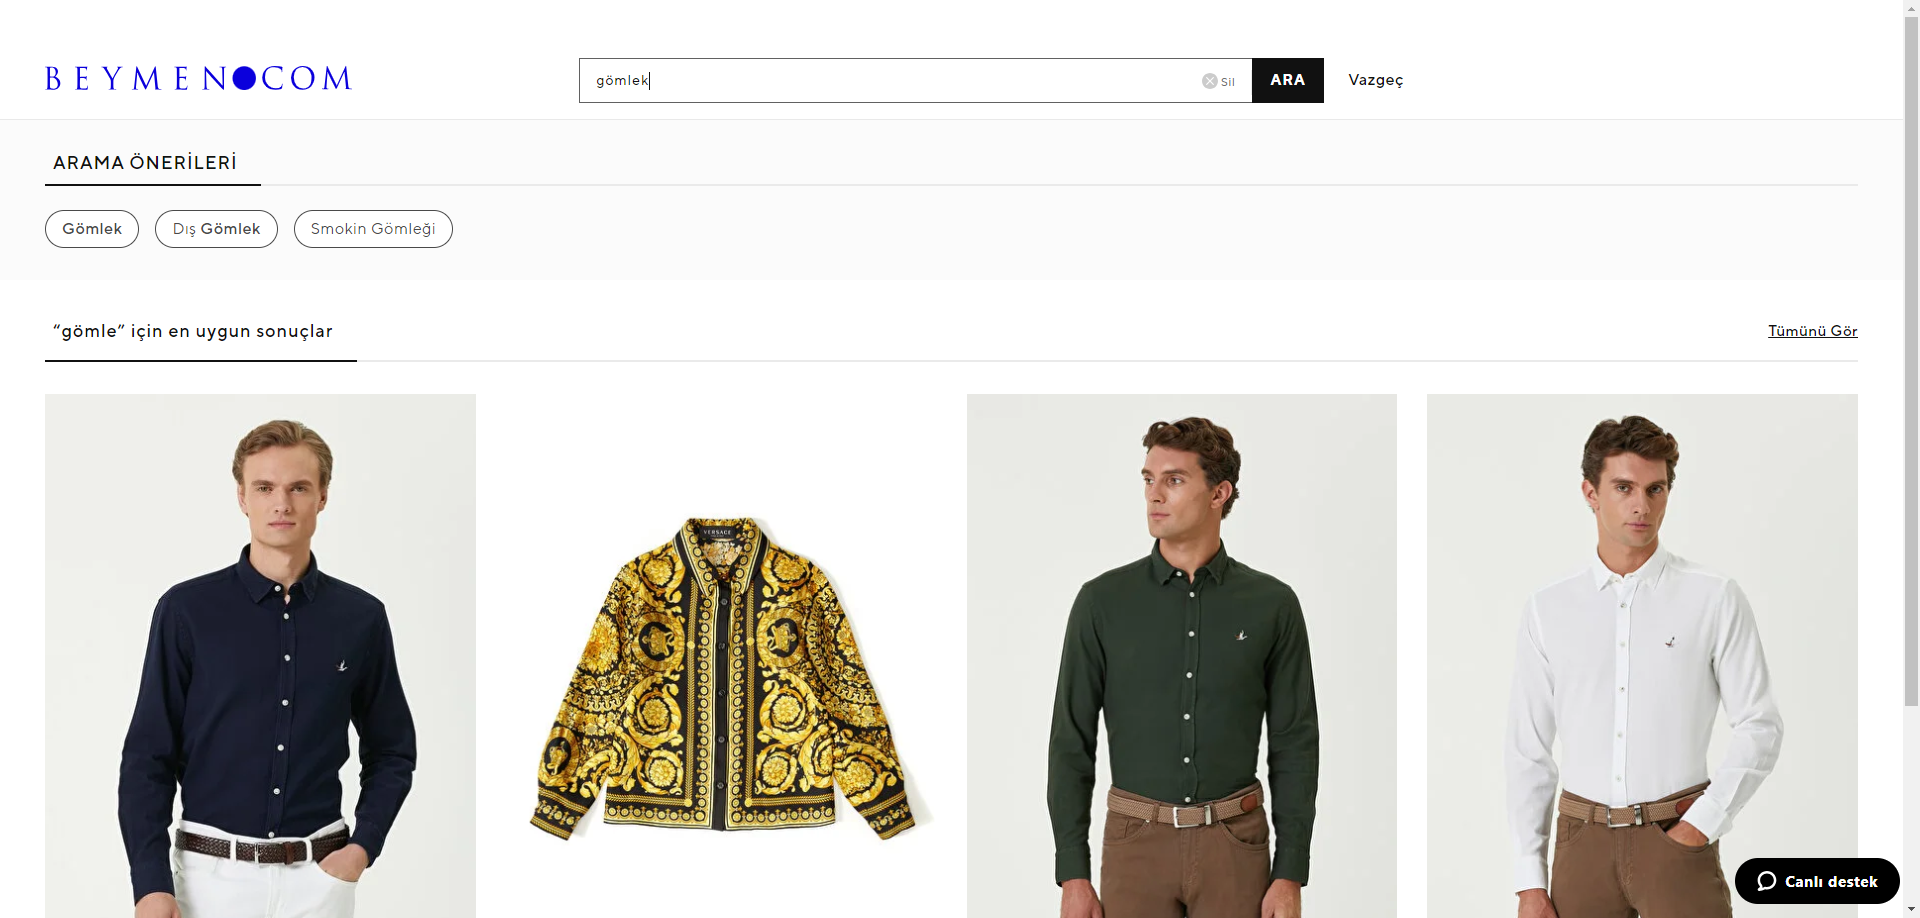 BEYMEN COM
gömlek
Sil
ARA
Vazgeç
ARAMA ÖNERİLERİ
Gömlek
Dış Gömlek
Smokin Gömleği
“gömle” için en uygun sonuçlar
Tümünü Gör
VERSACE
Canlı destek